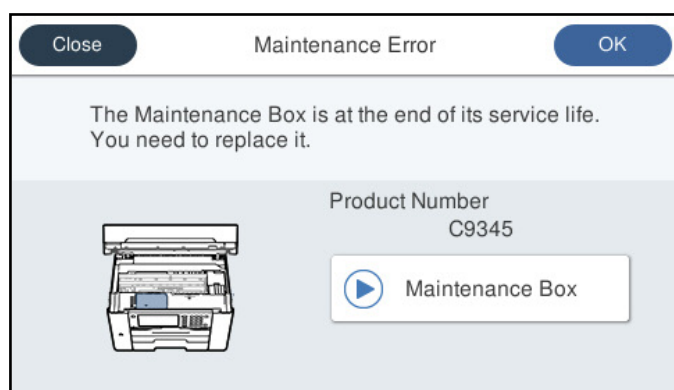 Close
Maintenance Error
OK
The Maintenance Box is at the end of its service life.
You need to replace it.
Product Number
C9345
Maintenance Box